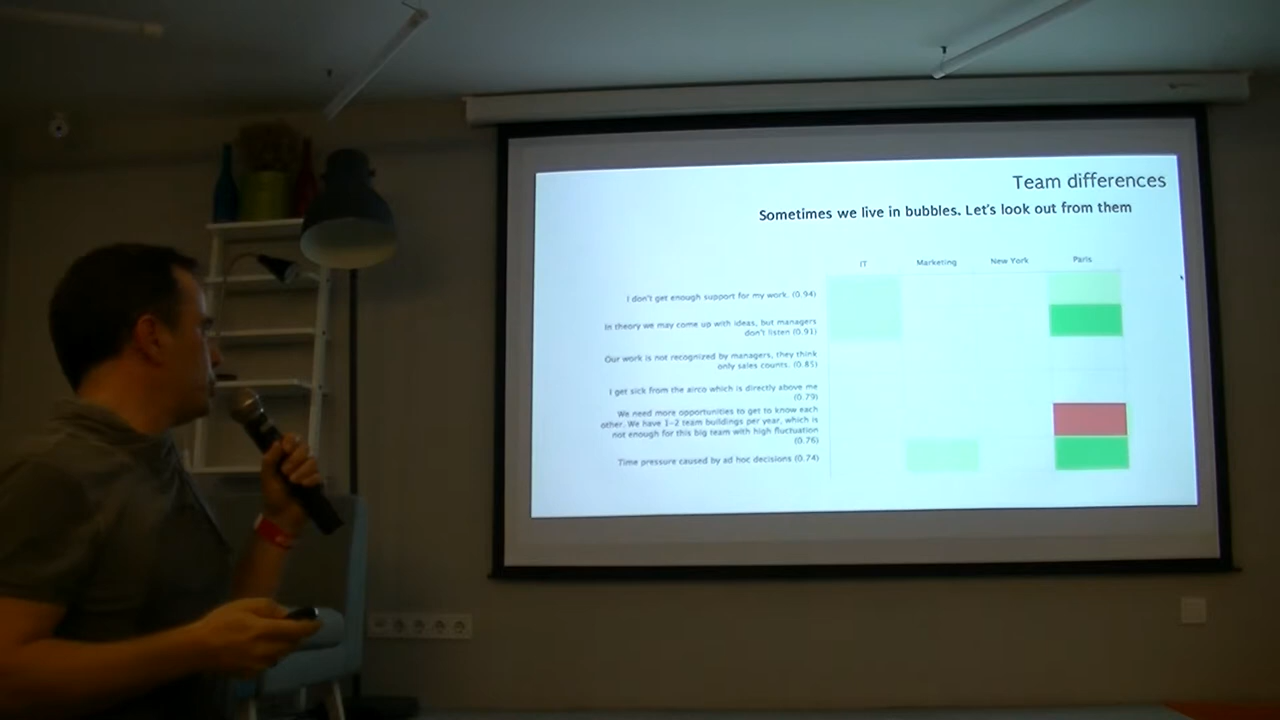 Team differences
Sometimes we live in bubbles. Let's look out from them
IT Marketing New York Paris
I don't get enough support for my work. (0.94)
In theory we may come up with ideas, but managers
don't listen (0.91)
Our work is not recognized by managers, they think
only sales counts. (0.85)
I get sick from the airco which is directly above me
(0.79)
We need more opportunities to get to know each
other. We have 1-2 team buildings per year, which is
not enough for this big team with high fluctuation
(0.76)
Time pressure caused by ad hoc decisions (0.74)